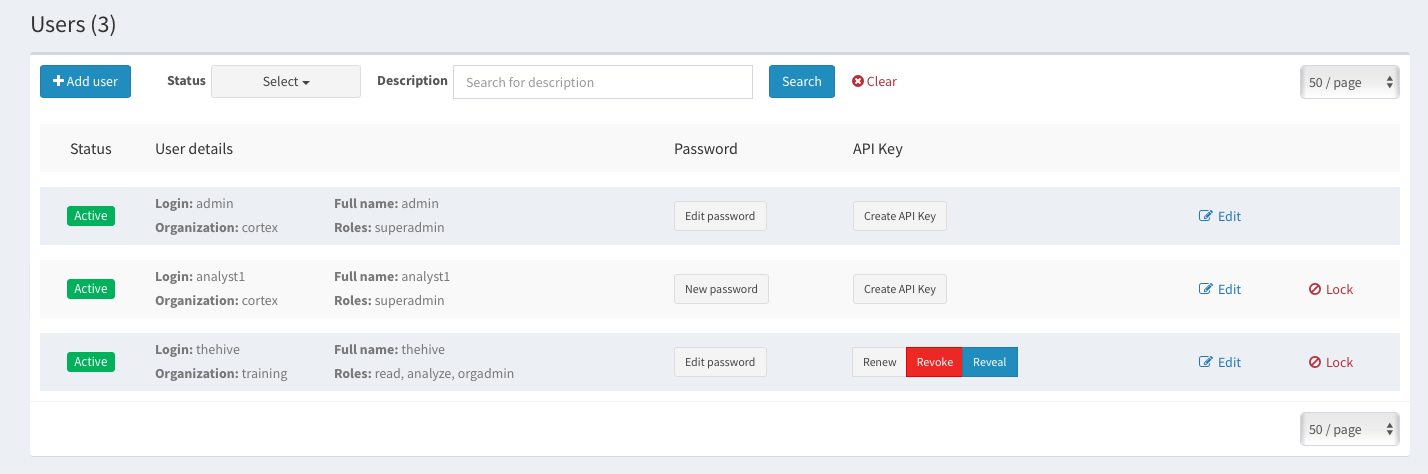 Users (3)
Add user Status Select Description Search for description Search Clear 50 / page
Status User details Password API Key
Active Login: admin Full name: admin Edit password Create API Key Edit
Organization: cortex Roles: superadmin
Active Login: analyst1 Full name: analyst1 New password Create API Key Edit Lock
Organization: cortex Roles: superadmin
Active Login: thehive Full name: thehive Edit password Renew Revoke Reveal Edit Lock
Organization: training Roles: read, analyze, orgadmin
50 / page